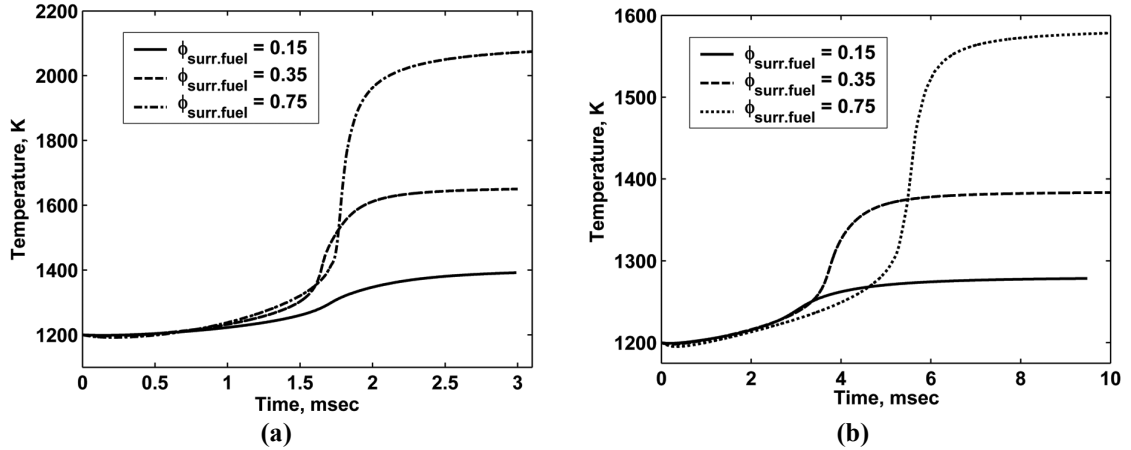 2200
2000
1800
1600
1400
1200
Temperature, K
ϕsurr.fuel = 0.15
ϕsurr.fuel = 0.35
ϕsurr.fuel = 0.75
0 0.5 1 1.5 2 2.5 3
Time, msec
(a)
1600
1500
1400
1300
1200
Temperature, K
ϕsurr.fuel = 0.15
ϕsurr.fuel = 0.35
ϕsurr.fuel = 0.75
0 2 4 6 8 10
Time, msec
(b)